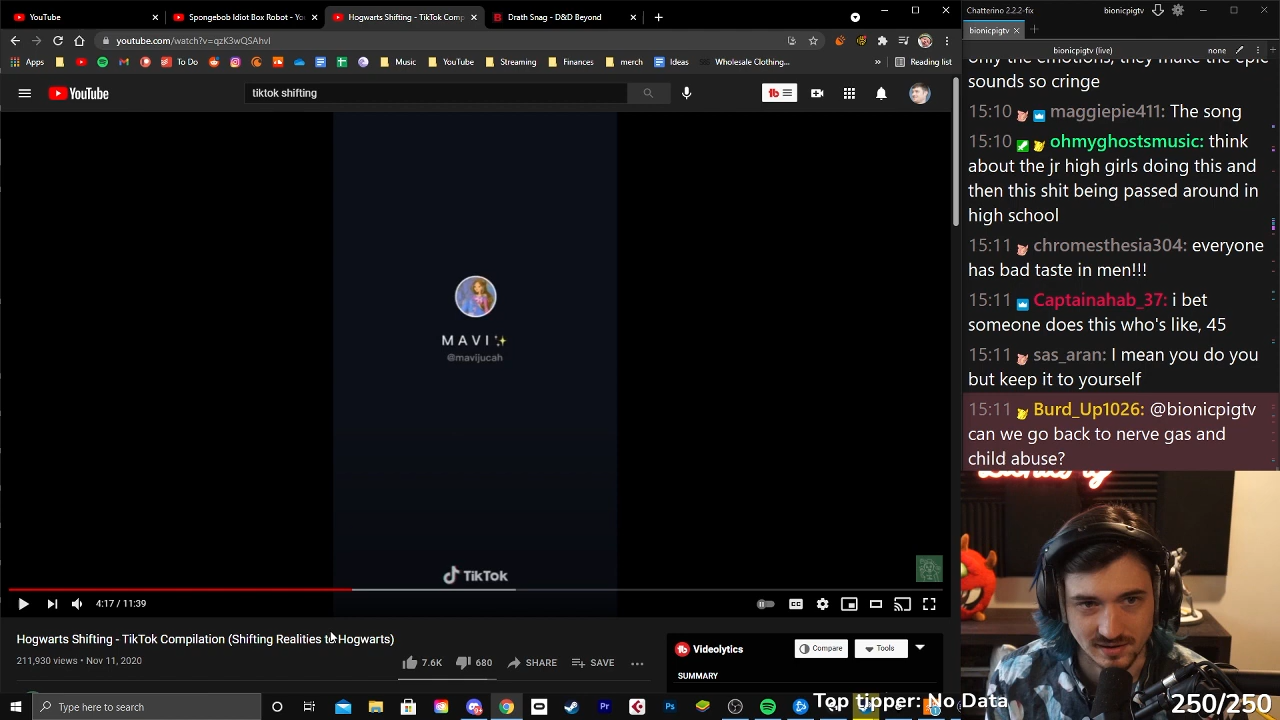 YouTube
Spongebob Idiot Box Robot - Yo
Hogwarts Shifting - TikTok Comp
Drath Snag - D&D Beyond
Chatterino 2.2.2-fix
bionicpigtv
bionicpigtv
youtube.com/watch?v=qzK3wQSAhvI
bionicpigtv (live)
none
Apps
To Do
Music
YouTube
Streaming
Finances
merch
Ideas
Wholesale Clothing...
Reading list
YouTube
tiktok shifting
only the emotions, they make the epic
sounds so cringe
15:10 maggiepie411: The song
15:10 ohmyghostsmusic: think
about the jr high girls doing this and
then this shit being passed around in
high school
15:11 chromesthesia304: everyone
has bad taste in men!!!
15:11 Captainahab_37: i bet
someone does this who's like, 45
15:11 sas_aran: I mean you do you
but keep it to yourself
15:11 Burd_Up1026: @bionicpigtv
can we go back to nerve gas and
child abuse?
MAVI✨
@mavijucah
TikTok
4:17 / 11:39
Hogwarts Shifting - TikTok Compilation (Shifting Realities to Hogwarts)
211,930 views • Nov 11, 2020
7.6K
680
SHARE
SAVE
Videolytics
Compare
Tools
SUMMARY
Type here to search
Top tipper: No Data
250/250